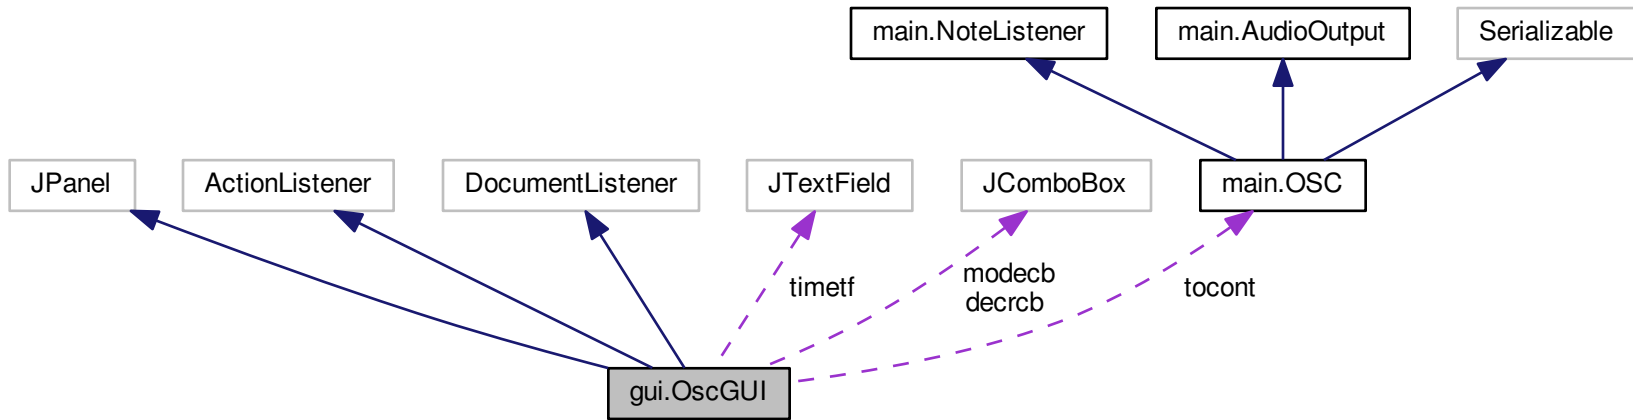 main.NoteListener
main.AudioOutput
Serializable
JPanel
ActionListener
DocumentListener
JTextField
JComboBox
main.OSC
timetf
modecb
decrcb
tocont
gui.OscGUI